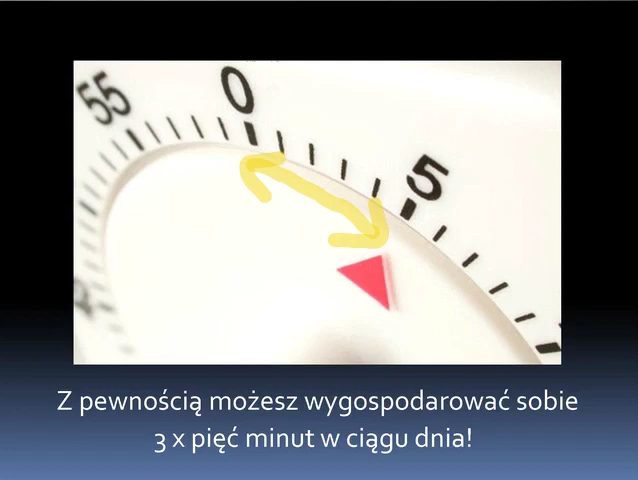 55
0
5
Z pewnością możesz wygospodarować sobie
3 x pięć minut w ciągu dnia!